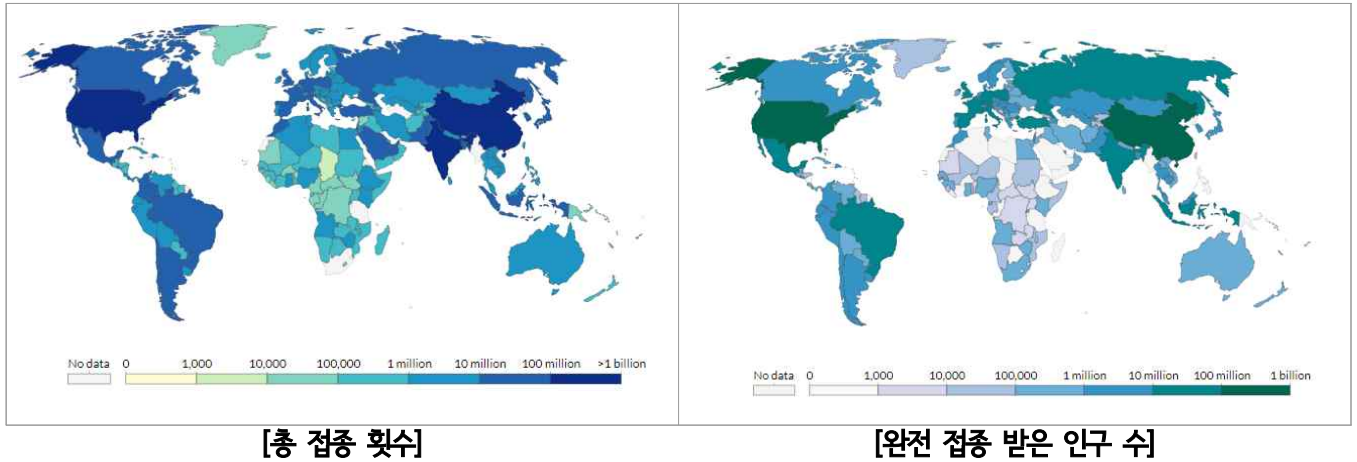 No data 0 1,000 10,000 100,000 1 million 10 million 100 million >1 billion
No data 0 1,000 10,000 100,000 1 million 10 million 100 million 1 billion
[총 접종 횟수]
[완전 접종 받은 인구 수]